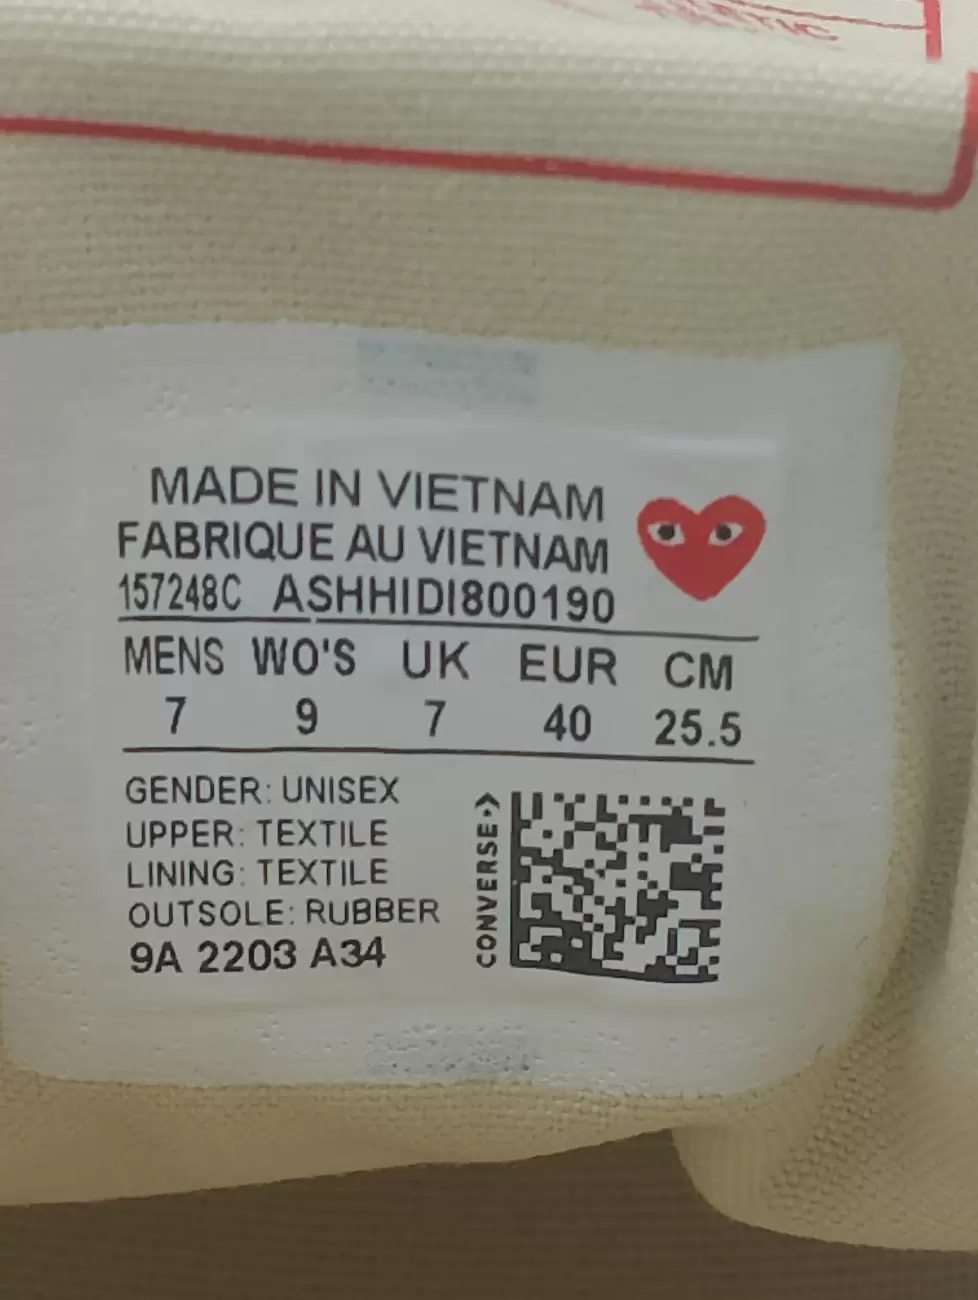 MADE IN VIETNAM
FABRIQUE AU VIETNAM
157248C ASHHIDI800190
MENS WO'S UK EUR CM
7 9 7 40 25.5
GENDER: UNISEX
UPPER: TEXTILE
LINING: TEXTILE
OUTSOLE: RUBBER
9A 2203 A34
CONVERSE